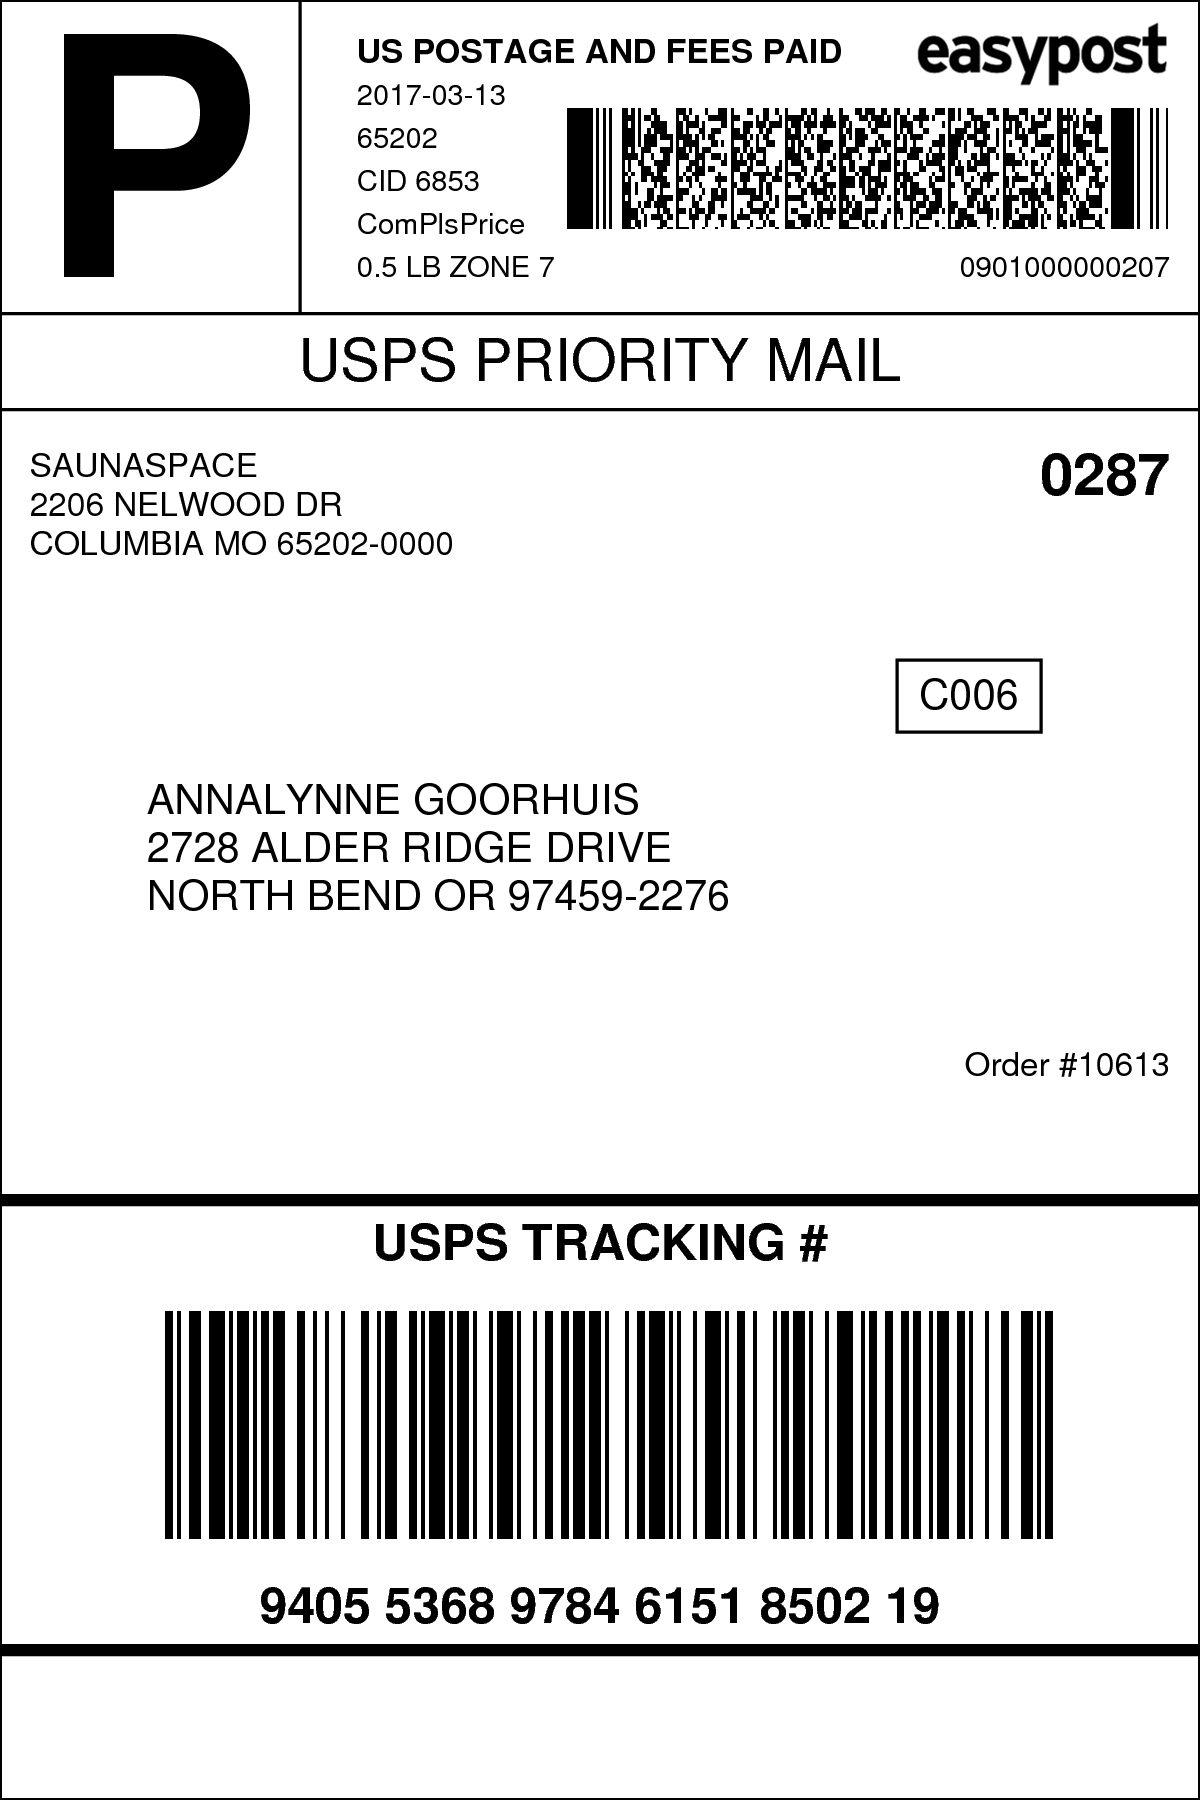 P
US POSTAGE AND FEES PAID
easypost
2017-03-13
65202
CID 6853
ComPlsPrice
0.5 LB ZONE 7
0901000000207
USPS PRIORITY MAIL
SAUNASPACE
2206 NELWOOD DR
COLUMBIA MO 65202-0000
0287
C006
ANNALYNNE GOORHUIS
2728 ALDER RIDGE DRIVE
NORTH BEND OR 97459-2276
Order #10613
USPS TRACKING #
9405 5368 9784 6151 8502 19